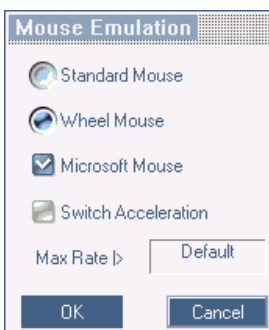 Mouse Emulation
Standard Mouse
Wheel Mouse
Microsoft Mouse
Switch Acceleration
Max Rate |> Default
OK Cancel